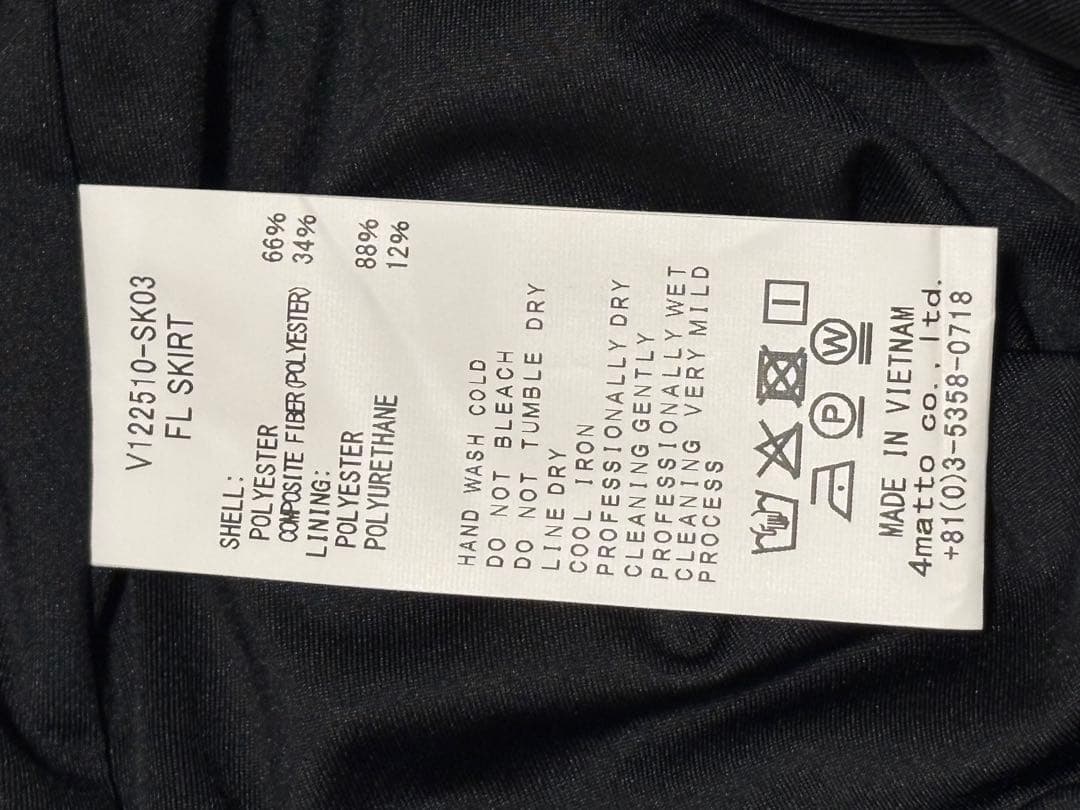 V122510-SK03
FL SKIRT
SHELL:
POLYESTER 66%
COMPOSITE FIBER(POLYESTER) 34%
LINING:
POLYESTER 88%
POLYURETHANE 12%
HAND WASH COLD
DO NOT BLEACH
DO NOT TUMBLE DRY
LINE DRY
COOL IRON
PROFESSIONALLY DRY
CLEANING GENTLY
PROFESSIONALLY WET
CLEANING VERY MILD
PROCESS
P W
MADE IN VIETNAM
4matto co., ltd.
+81(0)3-5358-0718